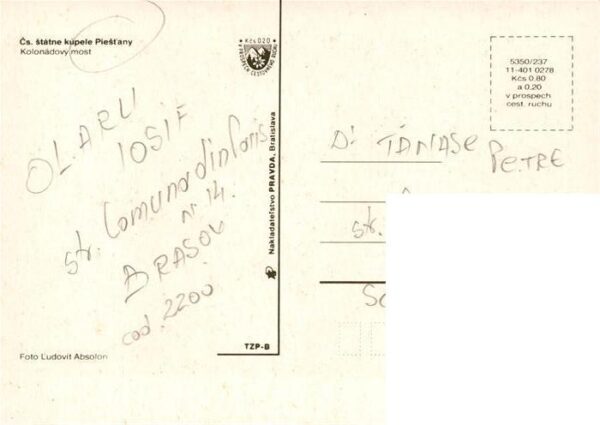 Čs. štátne kúpele Piešťany
Kolonádový most
Kčs 0.20
OLARU
IOSIF
str. Comuna din Paris
nr. 14.
BRASOV
cod. 2200
Foto Ľudovít Absolon
Nakladateľstvo PRAVDA, Bratislava
TZP-B
5350/237
11-401 0278
Kčs 0.80
a 0,20
v prospech
cest. ruchu
TĂNASE PETRE
str.